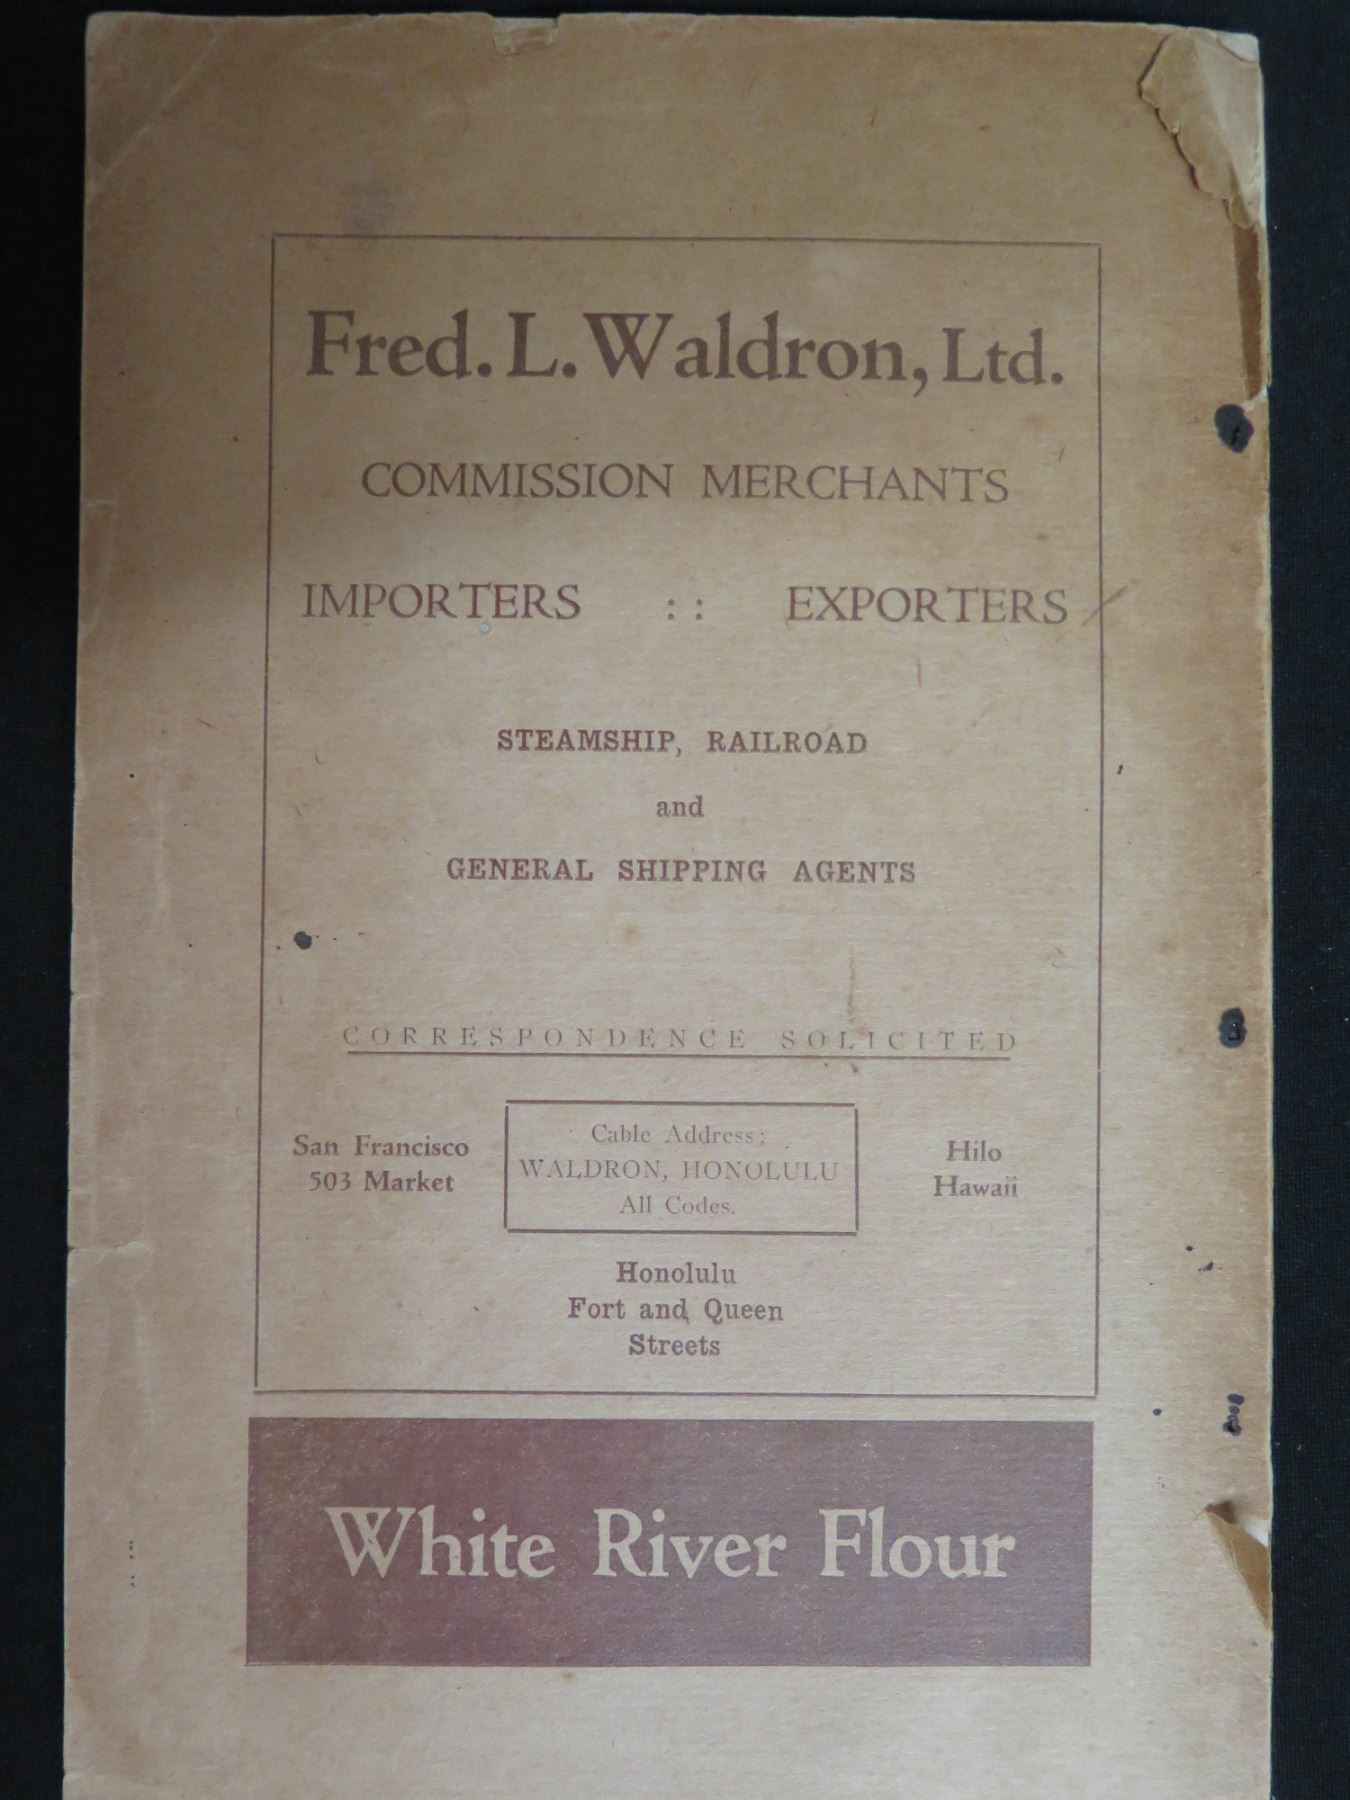 Fred. L. Waldron, Ltd.
COMMISSION MERCHANTS
IMPORTERS :: EXPORTERS
STEAMSHIP, RAILROAD
and
GENERAL SHIPPING AGENTS
CORRESPONDENCE SOLICITED
San Francisco
503 Market
Cable Address:
WALDRON, HONOLULU
All Codes.
Hilo
Hawaii
Honolulu
Fort and Queen
Streets
White River Flour